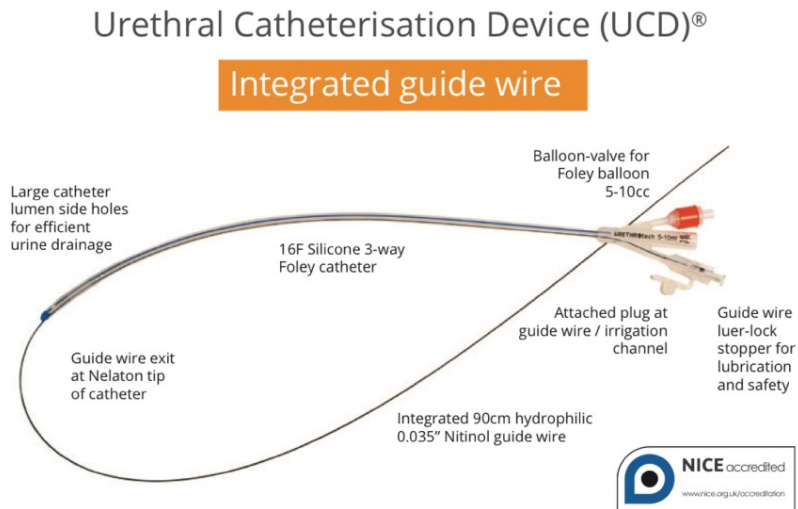 Urethral Catheterisation Device (UCD)®
Integrated guide wire
Balloon-valve for
Foley balloon
5-10cc
Large catheter
lumen side holes
for efficient
urine drainage
16F Silicone 3-way
Foley catheter
URETHROtech 5-10ml
Attached plug at
guide wire / irrigation
channel
Guide wire
luer-lock
stopper for
lubrication
and safety
Guide wire exit
at Nelaton tip
of catheter
Integrated 90cm hydrophilic
0.035” Nitinol guide wire
NICE accredited
www.nice.org.uk/accreditation